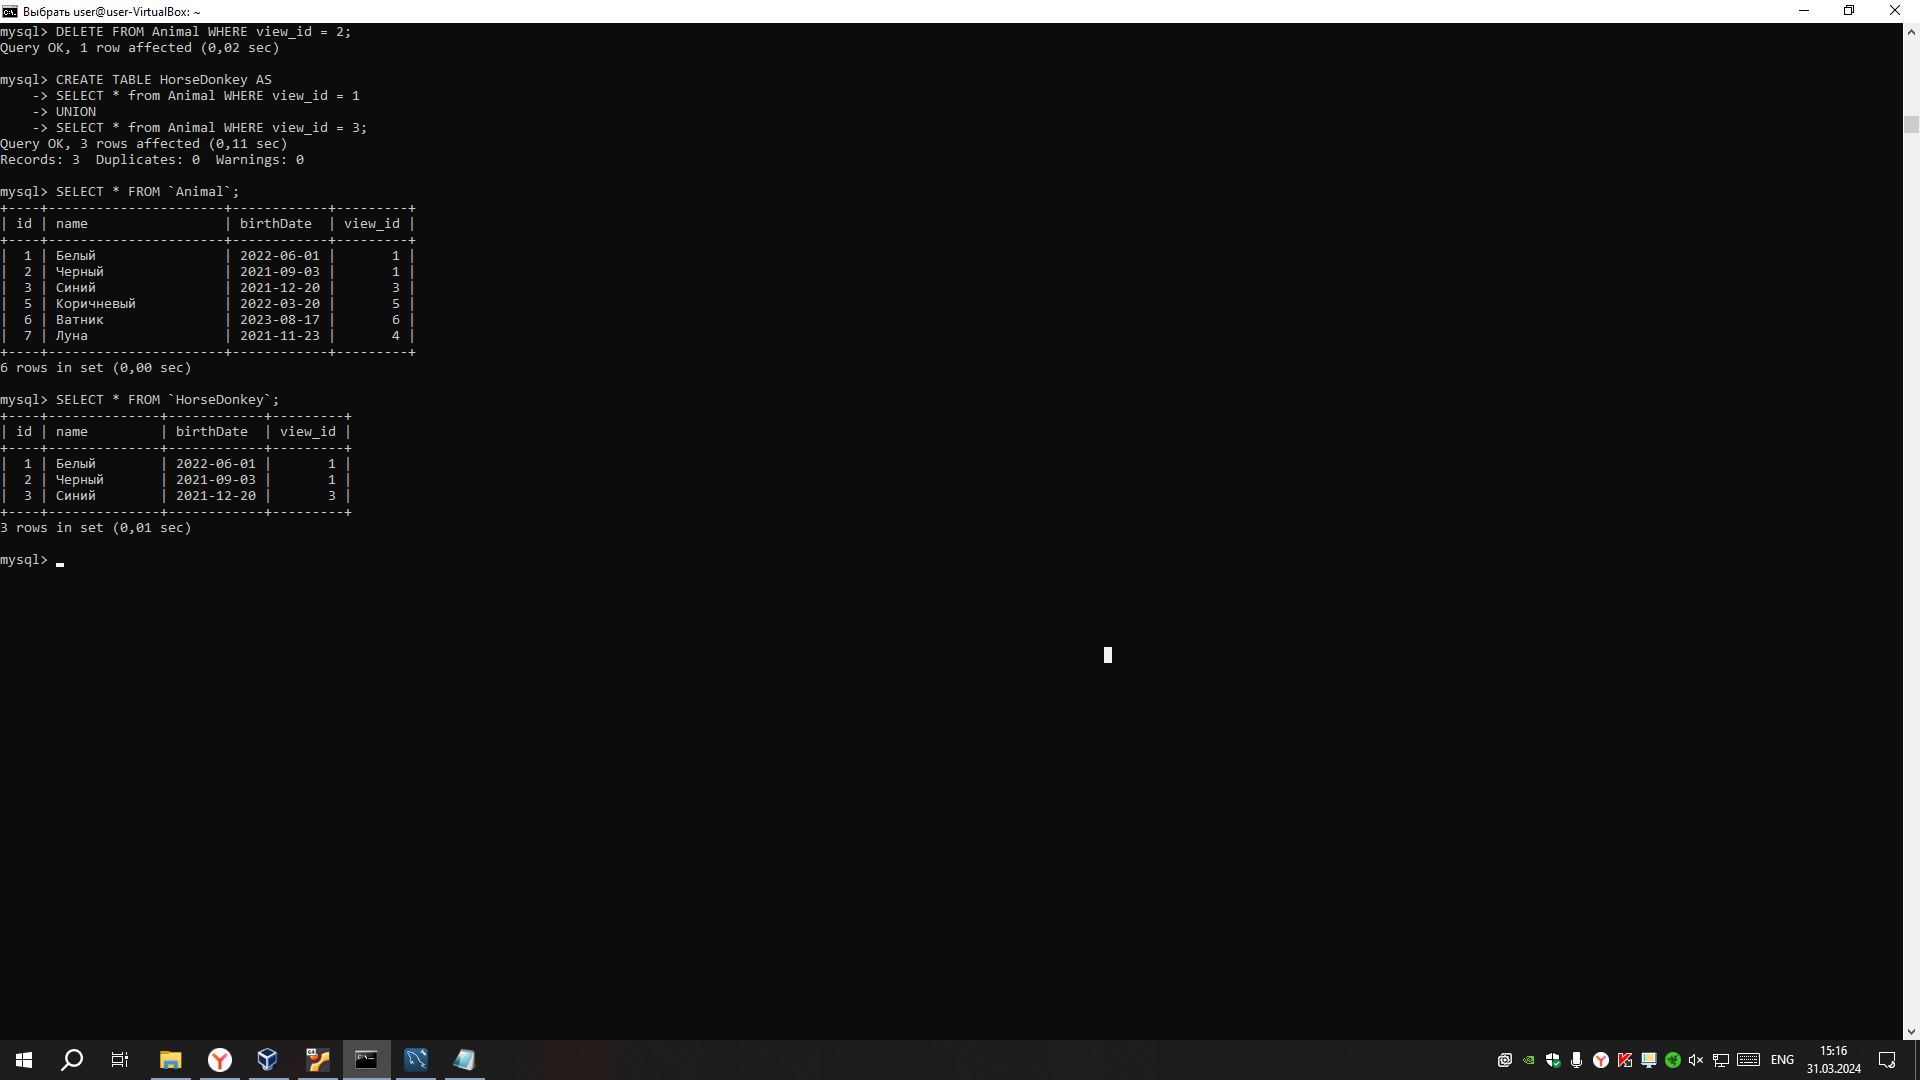 Выбрать user@user-VirtualBox: ~
mysql> DELETE FROM Animal WHERE view_id = 2;
Query OK, 1 row affected (0,02 sec)
mysql> CREATE TABLE HorseDonkey AS
    -> SELECT * from Animal WHERE view_id = 1
    -> UNION
    -> SELECT * from Animal WHERE view_id = 3;
Query OK, 3 rows affected (0,11 sec)
Records: 3  Duplicates: 0  Warnings: 0
mysql> SELECT * FROM `Animal`;
+----+----------------------+------------+---------+
| id | name                 | birthDate  | view_id |
+----+----------------------+------------+---------+
|  1 | Белый                | 2022-06-01 |       1 |
|  2 | Черный               | 2021-09-03 |       1 |
|  3 | Синий                | 2021-12-20 |       3 |
|  5 | Коричневый           | 2022-03-20 |       5 |
|  6 | Ватник               | 2023-08-17 |       6 |
|  7 | Луна                 | 2021-11-23 |       4 |
+----+----------------------+------------+---------+
6 rows in set (0,00 sec)
mysql> SELECT * FROM `HorseDonkey`;
+----+--------------+------------+---------+
| id | name         | birthDate  | view_id |
+----+--------------+------------+---------+
|  1 | Белый        | 2022-06-01 |       1 |
|  2 | Черный       | 2021-09-03 |       1 |
|  3 | Синий        | 2021-12-20 |       3 |
+----+--------------+------------+---------+
3 rows in set (0,01 sec)
mysql>
ENG
15:16
31.03.2024